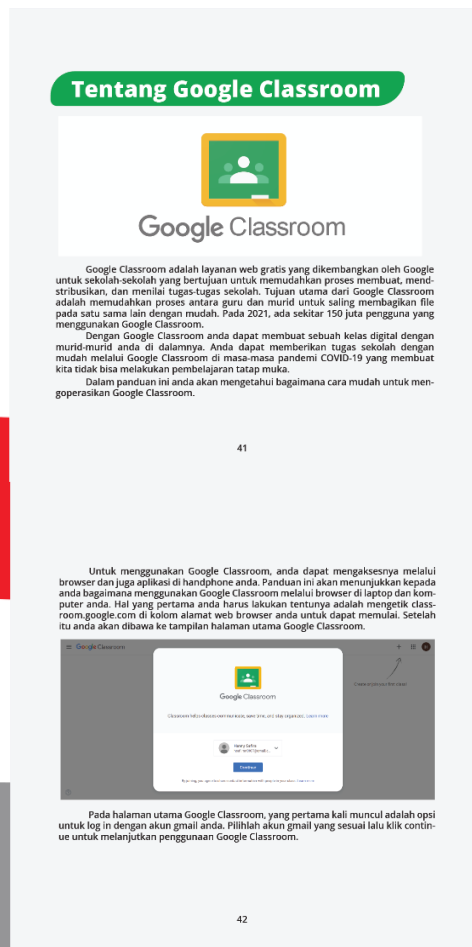 Tentang Google Classroom
Google Classroom
Google Classroom adalah layanan web gratis yang dikembangkan oleh Google
untuk sekolah-sekolah yang bertujuan untuk memudahkan proses membuat, mend-
stribusikan, dan menilai tugas-tugas sekolah. Tujuan utama dari Google Classroom
adalah memudahkan proses antara guru dan murid untuk saling membagikan file
pada satu sama lain dengan mudah. Pada 2021, ada sekitar 150 juta pengguna yang
menggunakan Google Classroom.
Dengan Google Classroom anda dapat membuat sebuah kelas digital dengan
murid-murid anda di dalamnya. Anda dapat memberikan tugas sekolah dengan
mudah melalui Google Classroom di masa-masa pandemi COVID-19 yang membuat
kita tidak bisa melakukan pembelajaran tatap muka.
Dalam panduan ini anda akan mengetahui bagaimana cara mudah untuk men-
goperasikan Google Classrom.
41
Untuk menggunakan Google Classroom, anda dapat mengaksesnya melalui
browser dan juga aplikasi di handphone anda. Panduan ini akan menunjukkan kepada
anda bagaimana menggunakan Google Classroom melalui browser di laptop dan kom-
puter anda. Hal yang pertama anda harus lakukan tentunya adalah mengetik class-
room.google.com di kolom alamat web browser anda untuk dapat memulai. Setelah
itu anda akan dibawa ke tampilan halaman utama Google Classroom.
Google Classroom
Google Classroom
Classroom helps classes communicate, save time, and stay organized. Learn more
Continue
Pada halaman utama Google Classroom, yang pertama kali muncul adalah opsi
untuk log in dengan akun gmail anda. Pilihlah akun gmail yang sesuai lalu klik contin-
ue untuk melanjutkan penggunaan Google Classroom.
42